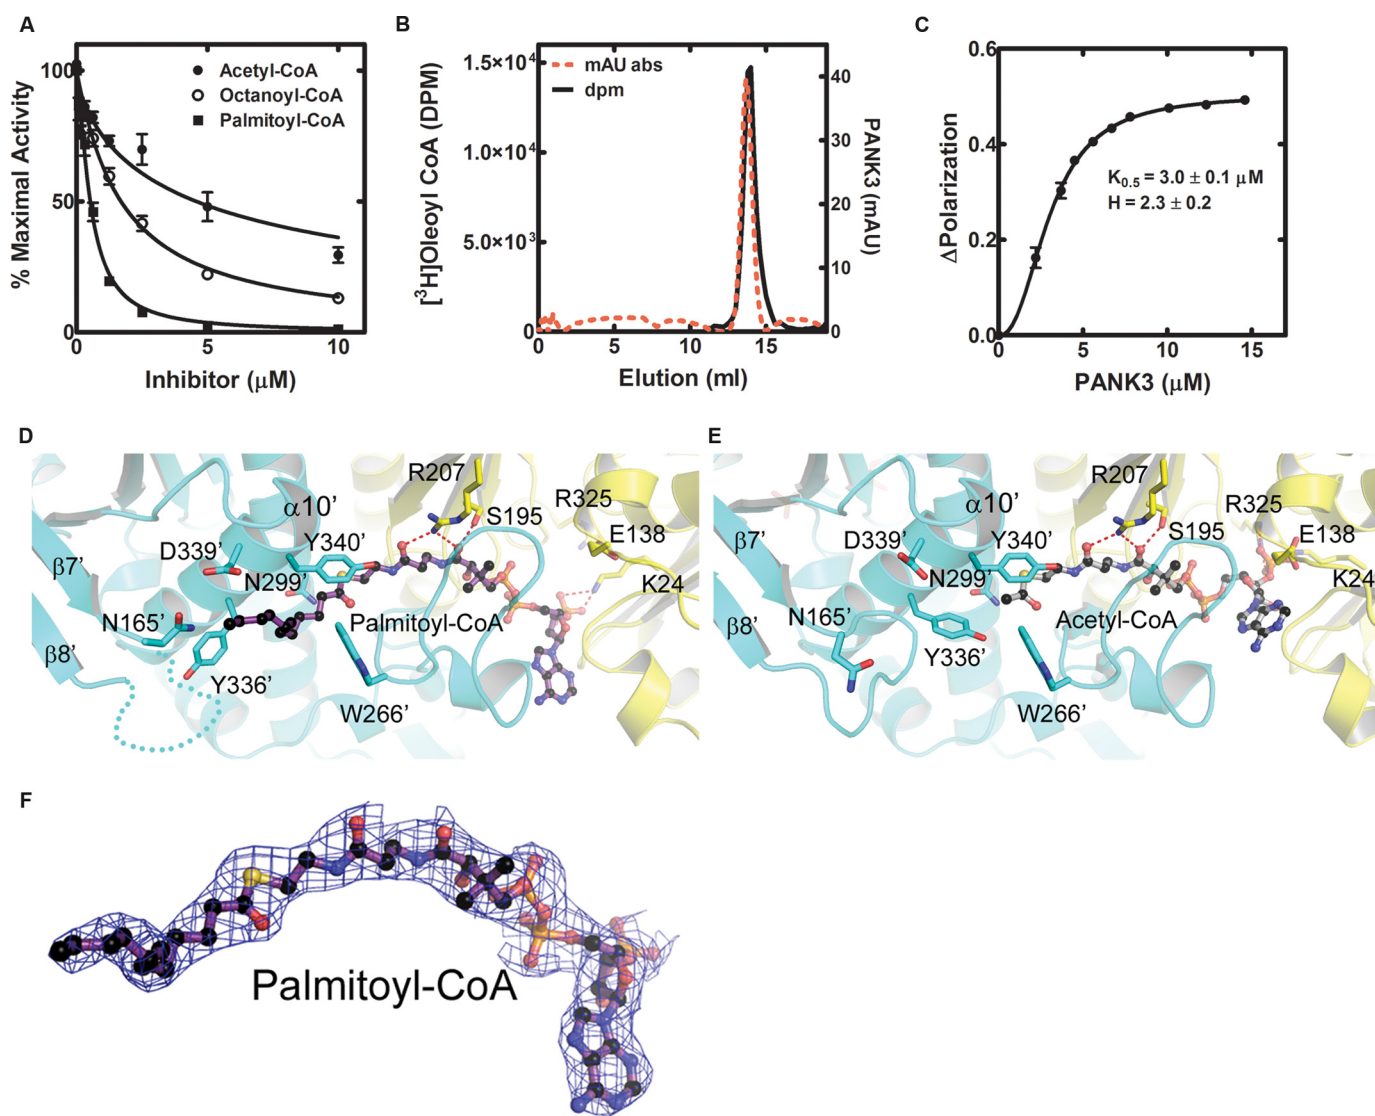 A
% Maximal Activity
100
50
0
Acetyl-CoA
Octanoyl-CoA
Palmitoyl-CoA
0 5 10
Inhibitor (μM)
B
[³H]Oleoyl CoA (DPM)
1.5×10⁴
1.0×10⁴
5.0×10³
0
mAU abs
dpm
40
30
20
10
0
PANK3 (mAU)
0 5 10 15
Elution (ml)
C
ΔPolarization
0.6
0.4
0.2
0.0
K0.5 = 3.0 ± 0.1 μM
H = 2.3 ± 0.2
0 5 10 15
PANK3 (μM)
D
R207
R325
α10'
S195
E138
β7'
D339'
Y340'
N299'
K24
N165'
Palmitoyl-CoA
β8'
Y336'
W266'
E
R207
R325
α10'
S195
E138
β7'
D339'
Y340'
N299'
K24
N165'
Acetyl-CoA
β8'
Y336'
W266'
F
Palmitoyl-CoA